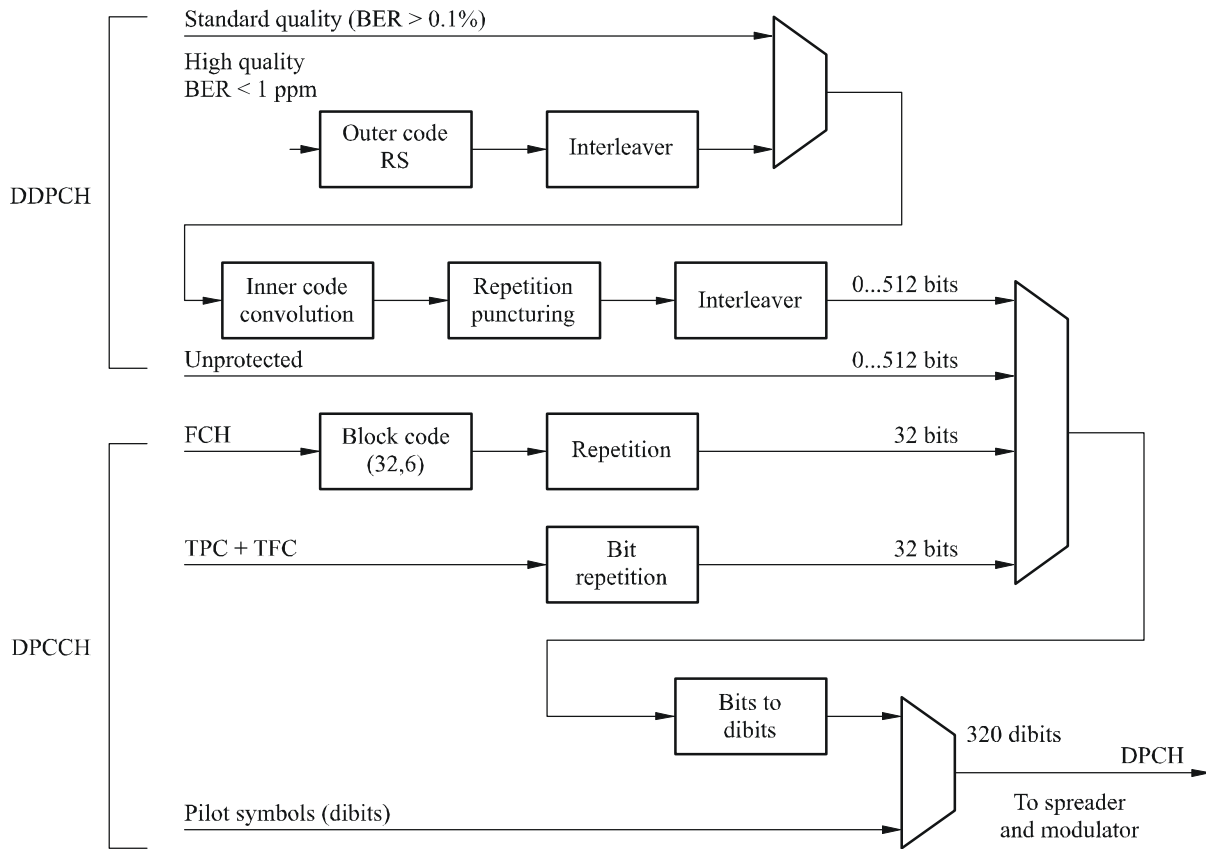 Standard quality (BER > 0.1%)
High quality
BER < 1 ppm
Outer code
RS
Interleaver
DDPCH
Inner code
convolution
Repetition
puncturing
Interleaver
0...512 bits
Unprotected
0...512 bits
FCH
Block code
(32,6)
Repetition
32 bits
TPC + TFC
Bit
repetition
32 bits
DPCCH
Bits to
dibits
320 dibits
DPCH
To spreader
and modulator
Pilot symbols (dibits)